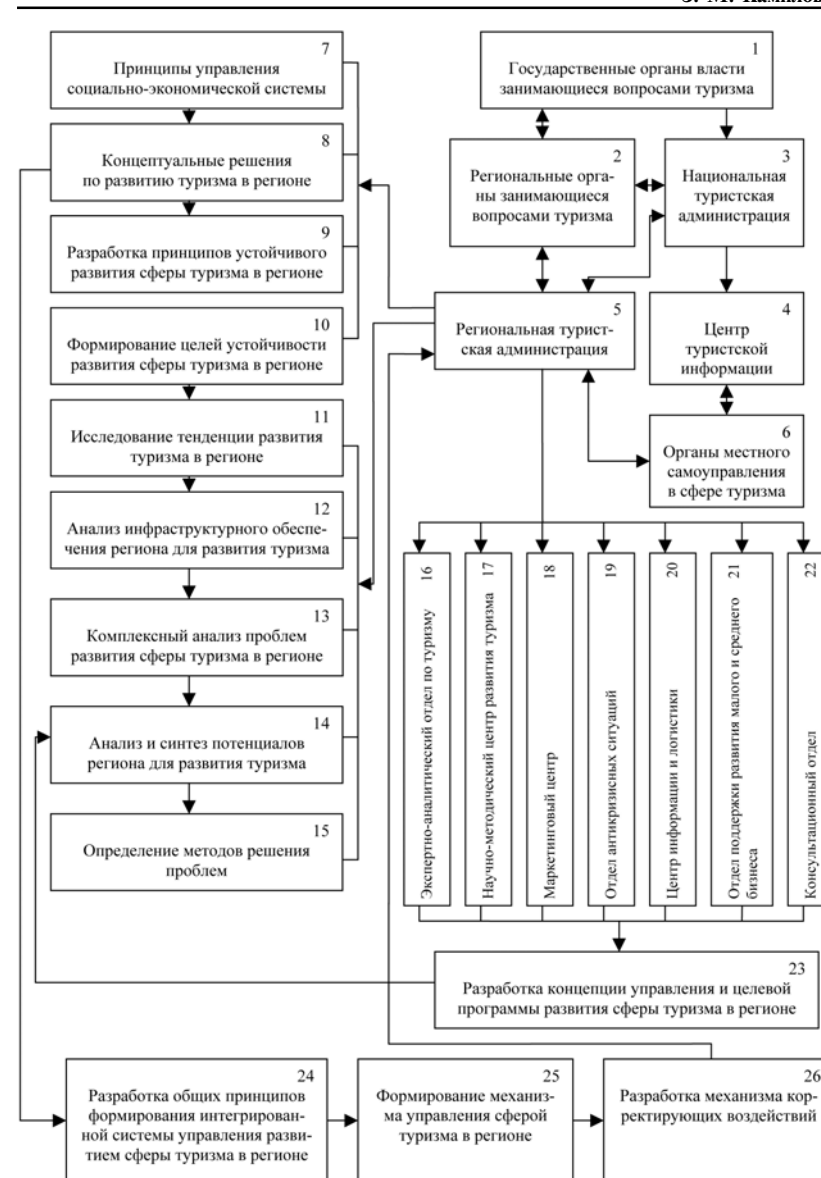 7
Принципы управления
социально-экономической системы
8
Концептуальные решения
по развитию туризма в регионе
9
Разработка принципов устойчивого
развития сферы туризма в регионе
10
Формирование целей устойчивости
развития сферы туризма в регионе
11
Исследование тенденции развития
туризма в регионе
12
Анализ инфраструктурного обеспе-
чения региона для развития туризма
13
Комплексный анализ проблем
развития сферы туризма в регионе
14
Анализ и синтез потенциалов
региона для развития туризма
15
Определение методов решения
проблем
1
Государственные органы власти
занимающиеся вопросами туризма
2
Региональные орга-
ны занимающиеся
вопросами туризма
3
Национальная
туристская
администрация
5
Региональная турист-
ская администрация
4
Центр
туристской
информации
6
Органы местного
самоуправления
в сфере туризма
16
Экспертно-аналитический отдел по туризму
17
Научно-методический центр развития туризма
18
Маркетинговый центр
19
Отдел антикризисных ситуаций
20
Центр информации и логистики
21
Отдел поддержки развития малого и среднего
бизнеса
22
Консультационный отдел
23
Разработка концепции управления и целевой
программы развития сферы туризма в регионе
24
Разработка общих принципов
формирования интегрирован-
ной системы управления разви-
тием сферы туризма в регионе
25
Формирование механиз-
ма управления сферой
туризма в регионе
26
Разработка механизма кор-
ректирующих воздействий